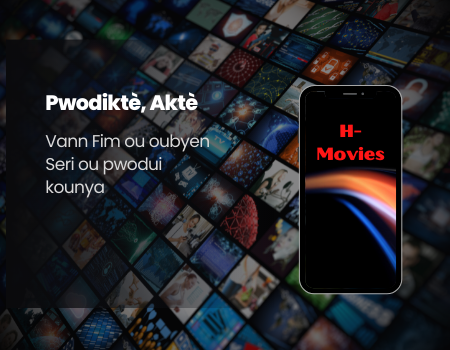 Pwodiktè, Aktè
Vann Fim ou oubyen
Seri ou pwodui
kounya
H-
Movies